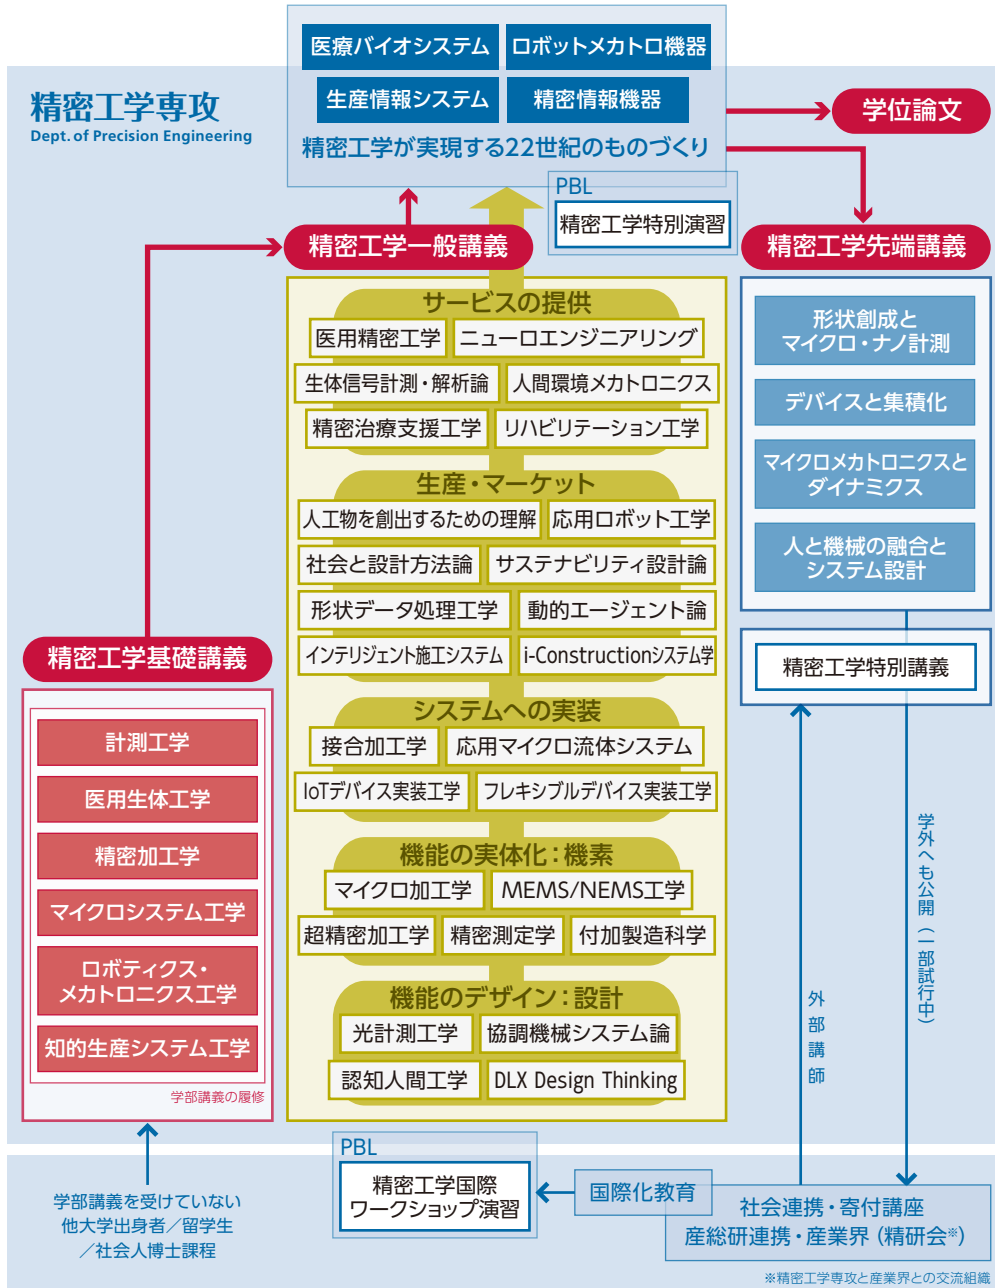 医療バイオシステム
ロボットメカトロ機器
生産情報システム
精密情報機器
精密工学が実現する22世紀のものづくり
精密工学専攻
Dept. of Precision Engineering
学位論文
PBL
精密工学特別演習
精密工学一般講義
精密工学先端講義
サービスの提供
医用精密工学
ニューロエンジニアリング
生体信号計測・解析論
人間環境メカトロニクス
精密治療支援工学
リハビリテーション工学
生産・マーケット
人工物を創出するための理解
応用ロボット工学
社会と設計方法論
サステナビリティ設計論
形状データ処理工学
動的エージェント論
インテリジェント施工システム
i-Constructionシステム学
システムへの実装
接合加工学
応用マイクロ流体システム
IoTデバイス実装工学
フレキシブルデバイス実装工学
機能の実体化:機素
マイクロ加工学
MEMS/NEMS工学
超精密加工学
精密測定学
付加製造科学
機能のデザイン:設計
光計測工学
協調機械システム論
認知人間工学
DLX Design Thinking
形状創成と
マイクロ・ナノ計測
デバイスと集積化
マイクロメカトロニクスと
ダイナミクス
人と機械の融合と
システム設計
精密工学特別講義
精密工学基礎講義
計測工学
医用生体工学
精密加工学
マイクロシステム工学
ロボティクス・
メカトロニクス工学
知的生産システム工学
学部講義の履修
学外へも公開(一部試行中)
外部講師
学部講義を受けていない
他大学出身者/留学生
/社会人博士課程
PBL
精密工学国際
ワークショップ演習
国際化教育
社会連携・寄付講座
産総研連携・産業界(精研会※)
※精密工学専攻と産業界との交流組織